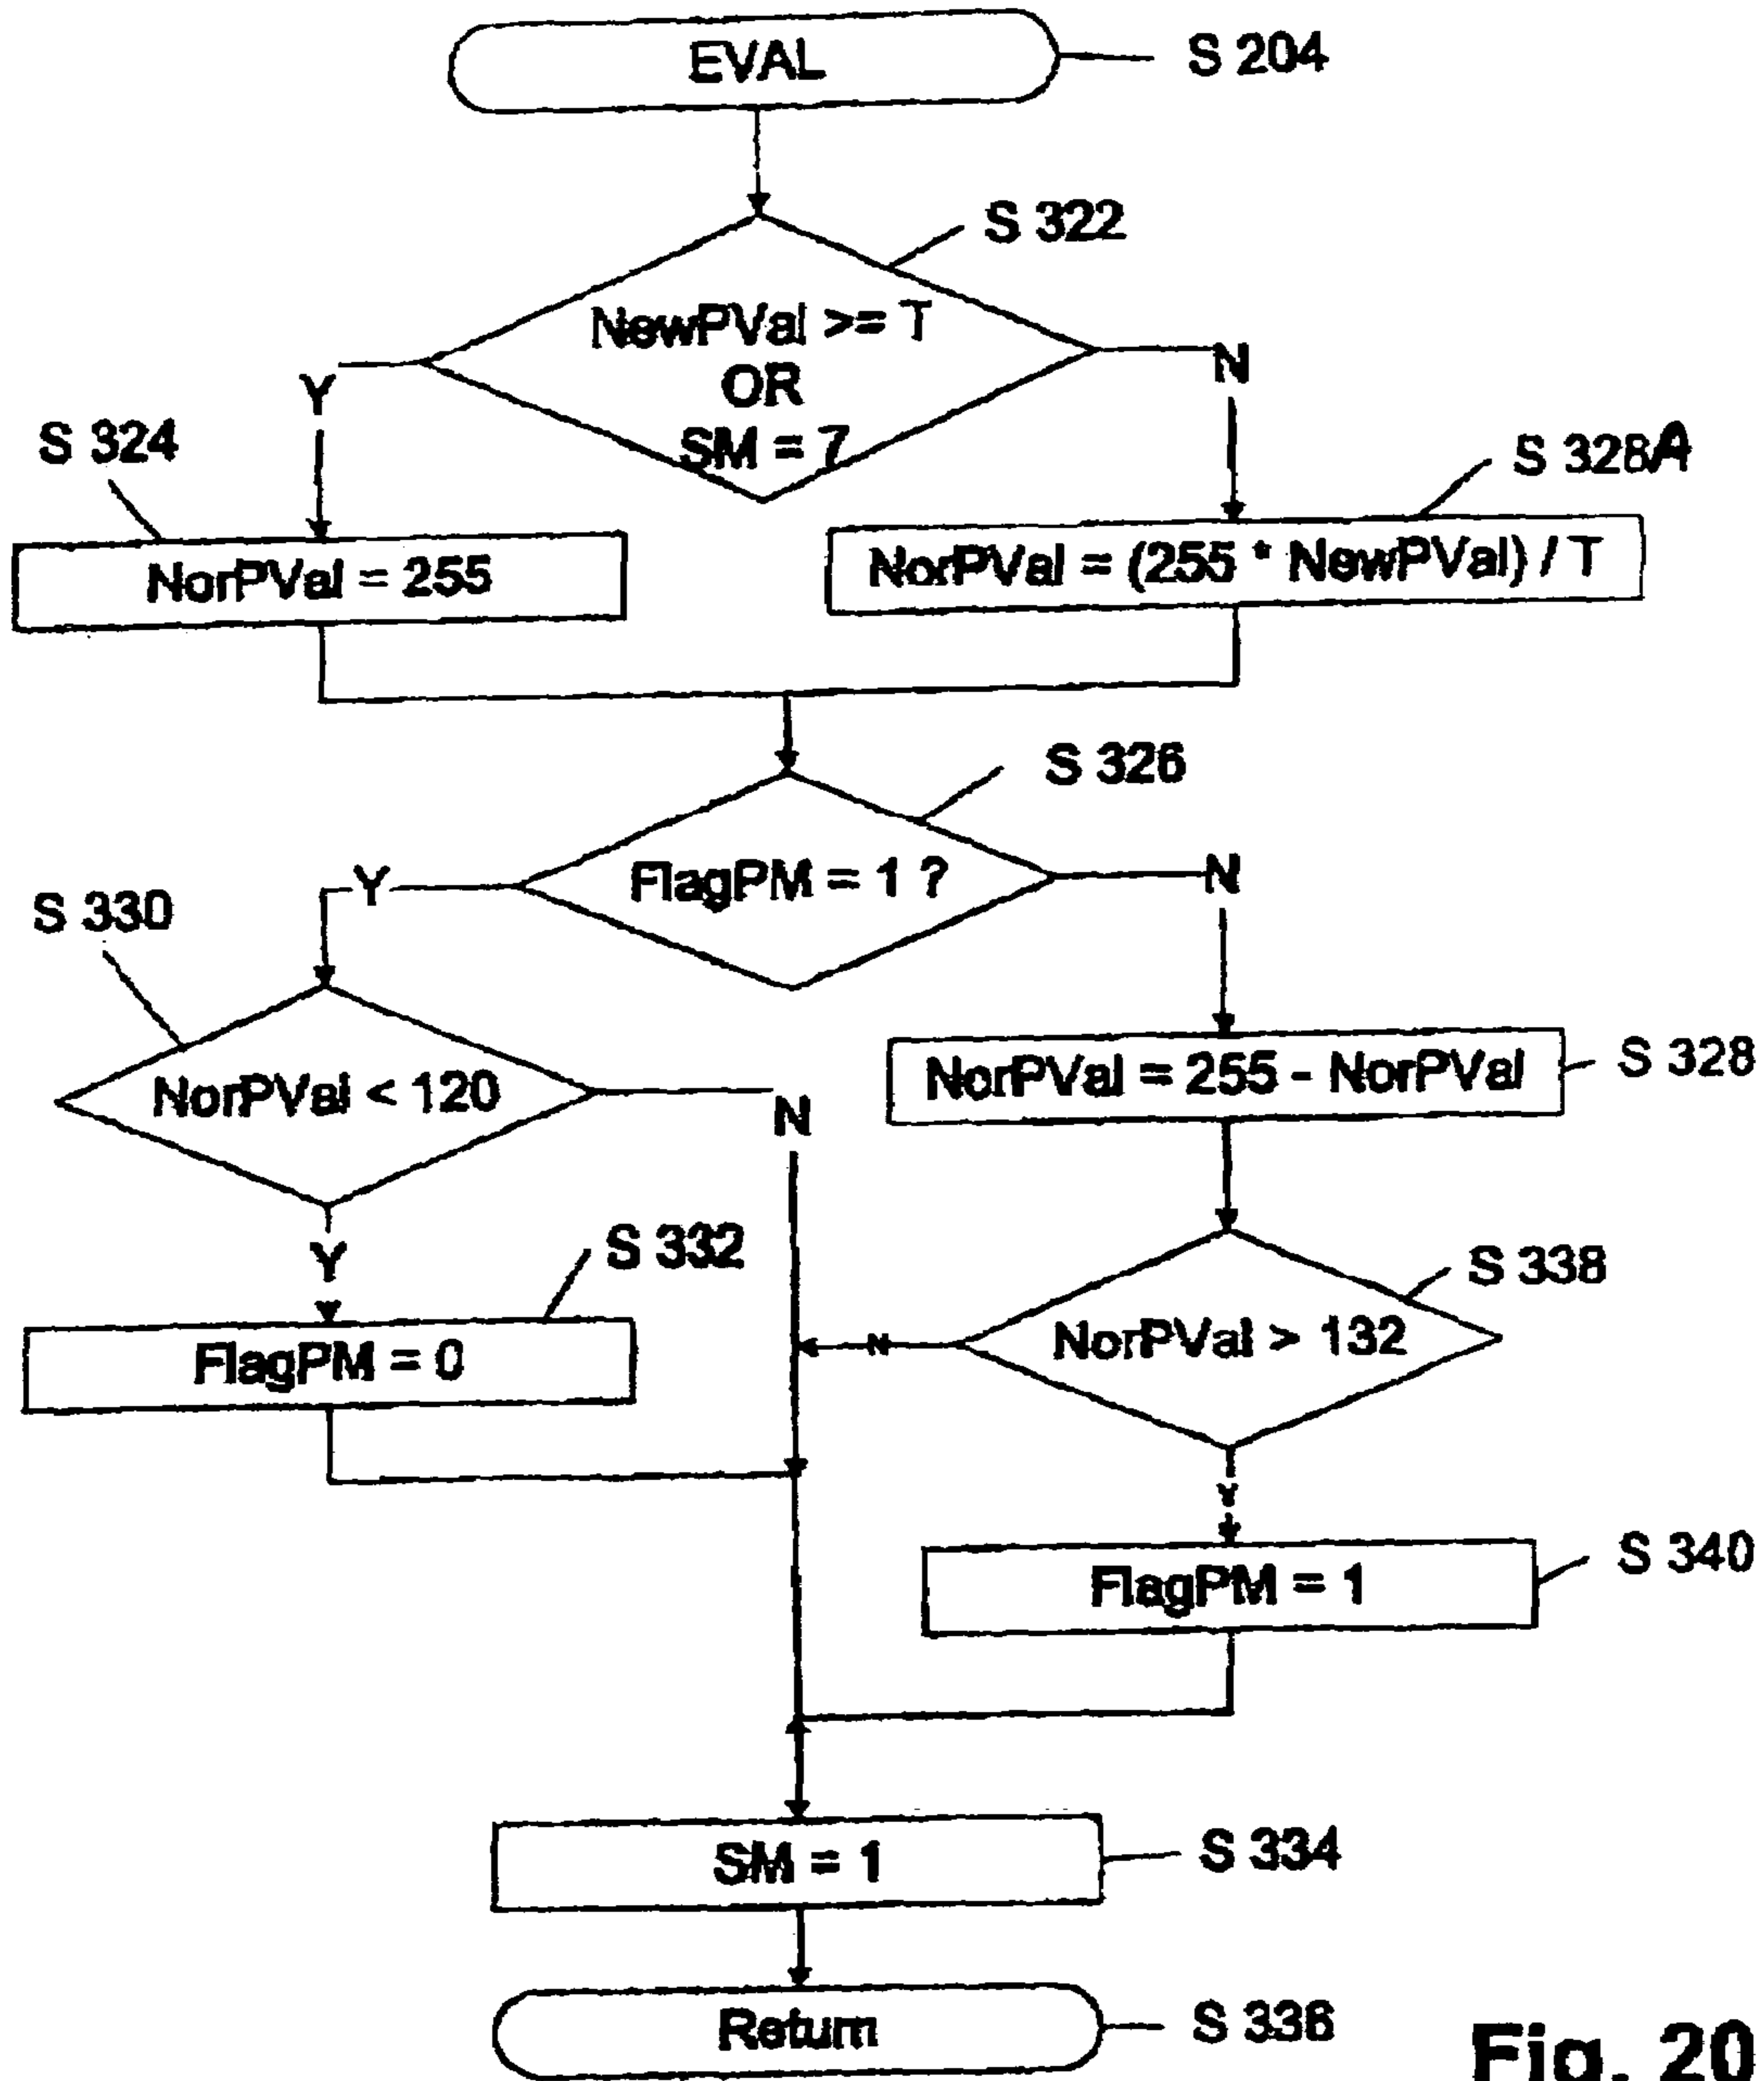 EVAL
S 204
S 322
NewPVal >= T
OR
SM = 7
Y
N
S 324
S 328A
NorPVal = 255
NorPVal = (255 * NewPVal) / T
S 326
FlagPM = 1 ?
Y
N
S 330
NorPVal < 120
N
NorPVal = 255 - NorPVal
S 328
Y
S 332
S 338
FlagPM = 0
N
NorPVal > 132
Y
S 340
FlagPM = 1
SM = 1
S 334
Return
S 336
Fig. 20